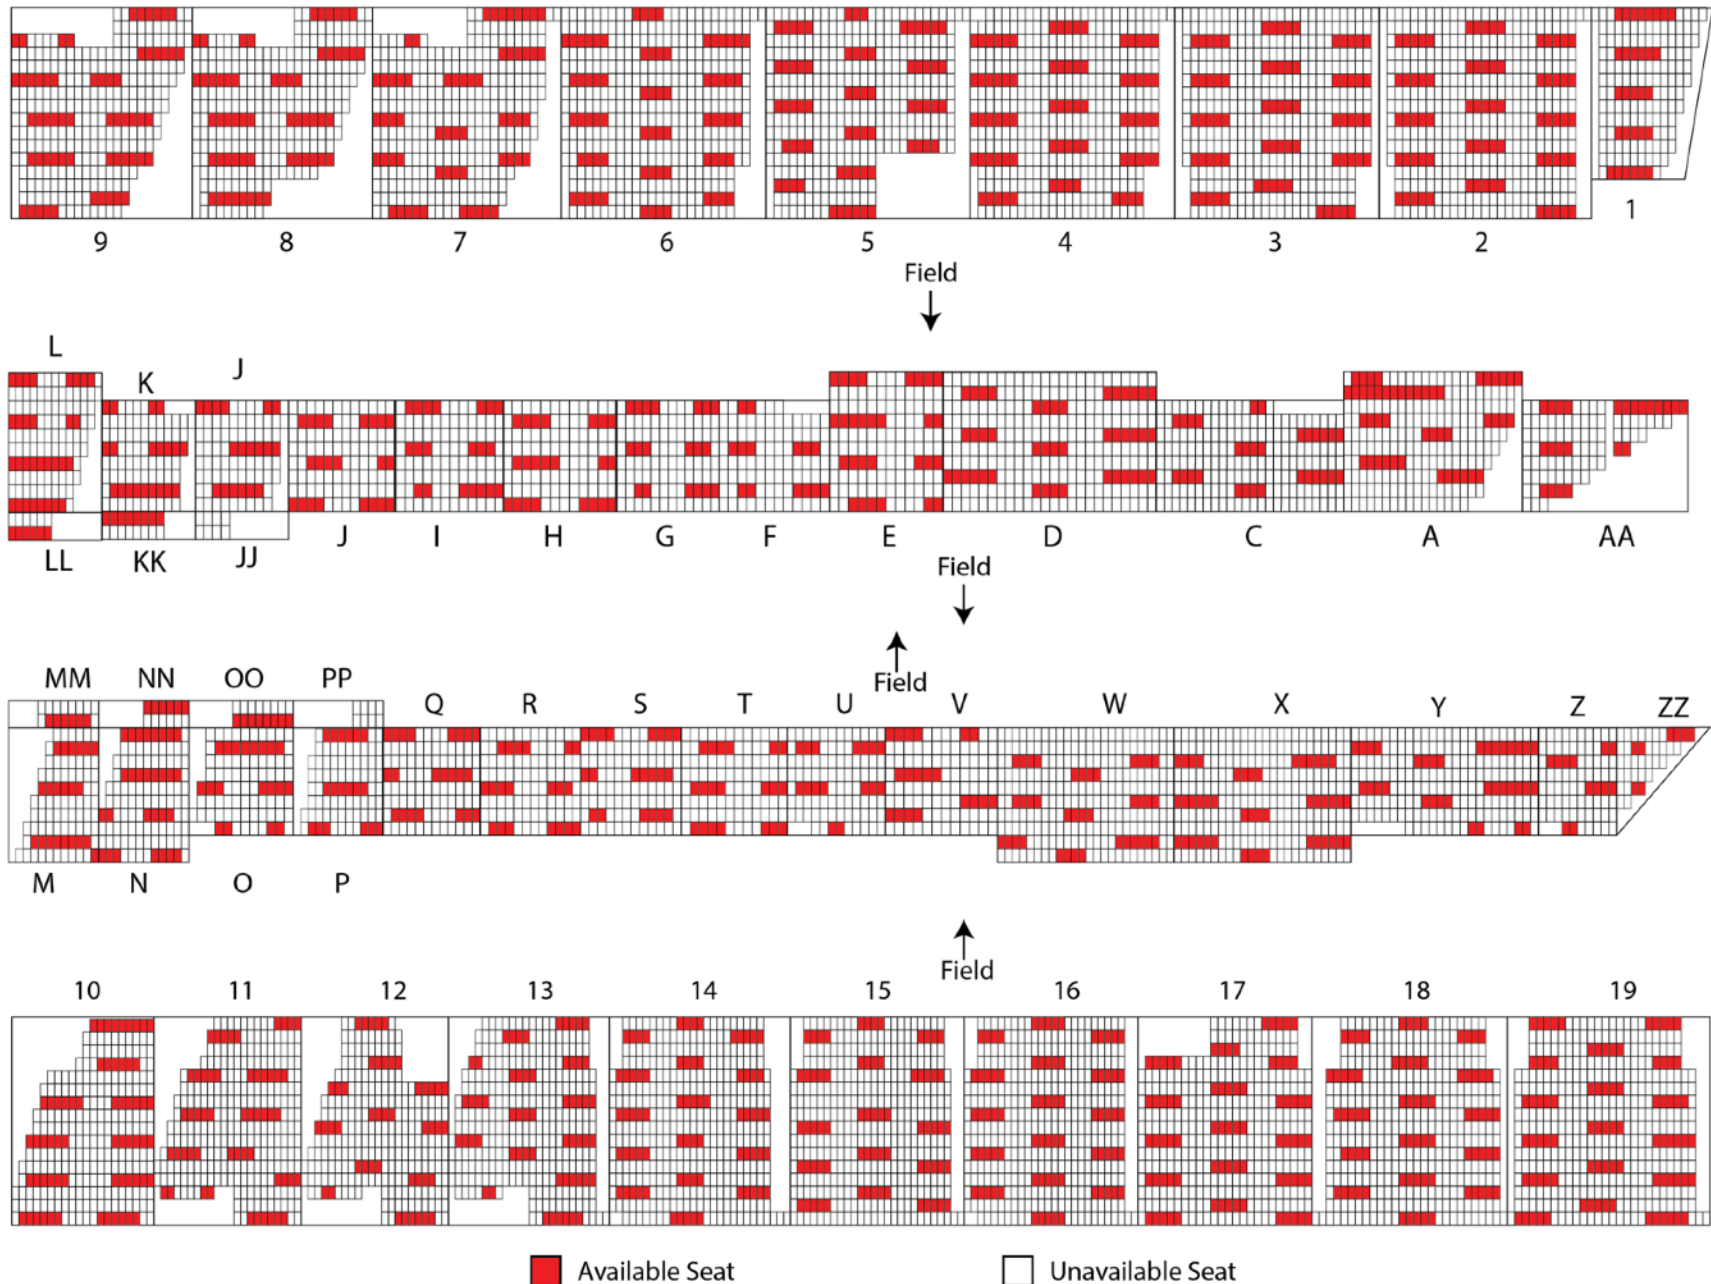 9 8 7 6 5 4 3 2 1
Field
L K J
J I H G F E D C A AA
LL KK JJ
Field
Field
MM NN OO PP Q R S T U V W X Y Z ZZ
M N O P
Field
10 11 12 13 14 15 16 17 18 19
Available Seat Unavailable Seat